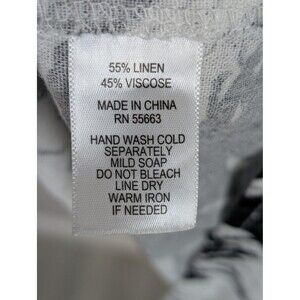 55% LINEN
45% VISCOSE
MADE IN CHINA
RN 55663
HAND WASH COLD
SEPARATELY
MILD SOAP
DO NOT BLEACH
LINE DRY
WARM IRON
IF NEEDED